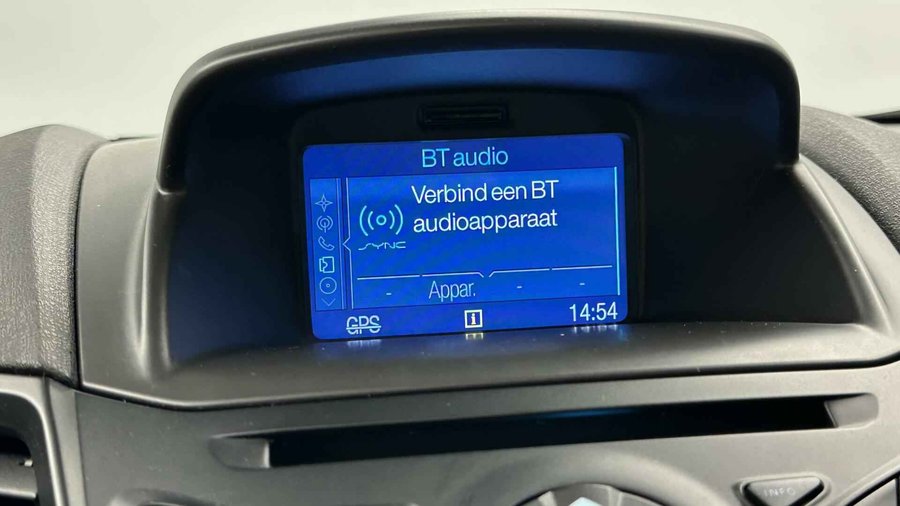 BT audio
Verbind een BT
audioapparaat
SYNC
- Appar. - -
GPS
i
14:54
INFO